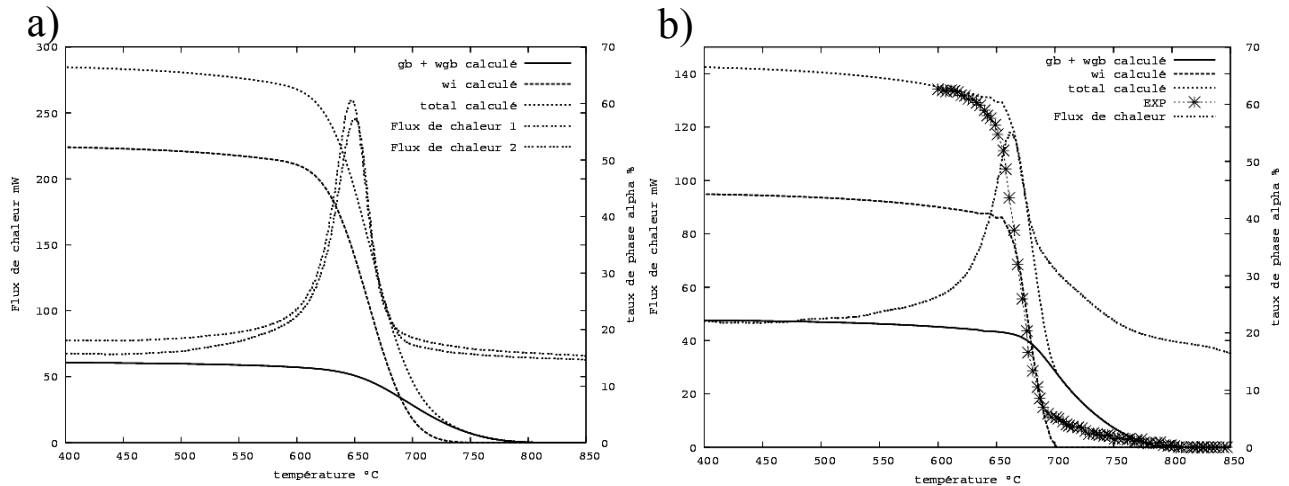 a)
300
250
200
150
100
50
0
Flux de chaleur mW
400 450 500 550 600 650 700 750 800 850
température °C
70
60
50
40
30
20
10
0
taux de phase alpha %
gb + wgb calculé
wi calculé
total calculé
Flux de chaleur 1
Flux de chaleur 2
b)
140
120
100
80
60
40
20
0
Flux de chaleur mW
400 450 500 550 600 650 700 750 800 850
température °C
70
60
50
40
30
20
10
0
taux de phase alpha %
gb + wgb calculé
wi calculé
total calculé
EXP
Flux de chaleur